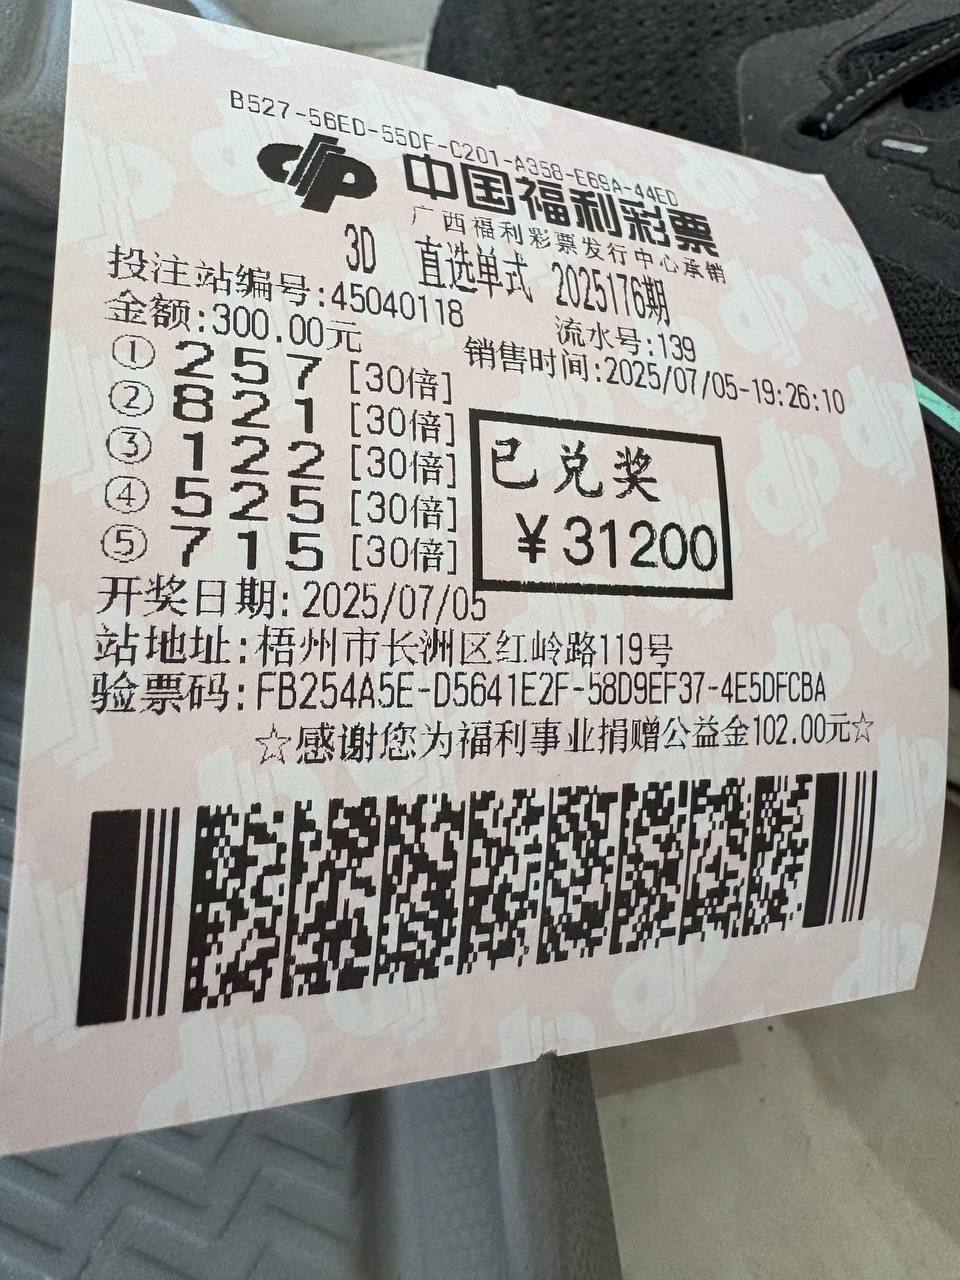 B527-56ED-55DF-C201-A358-E69A-44ED
中国福利彩票
广西福利彩票发行中心承销
3D 直选单式 2025176期
投注站编号:45040118 流水号:139
金额:300.00元 销售时间:2025/07/05-19:26:10
① 2 5 7 [30倍]
② 8 2 1 [30倍]
③ 1 2 2 [30倍]
④ 5 2 5 [30倍]
⑤ 7 1 5 [30倍]
已兑奖
¥31200
开奖日期: 2025/07/05
站地址:梧州市长洲区红岭路119号
验票码:FB254A5E-D5641E2F-58D9EF37-4E5DFCBA
☆感谢您为福利事业捐赠公益金102.00元☆